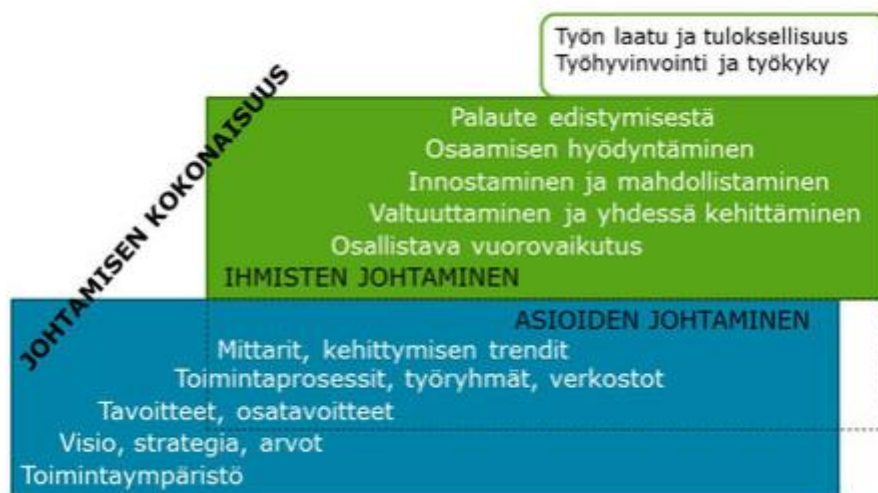 Työn laatu ja tuloksellisuus
Työhyvinvointi ja työkyky
JOHTAMISEN KOKONAISUUS
Palaute edistymisestä
Osaamisen hyödyntäminen
Innostaminen ja mahdollistaminen
Valtuuttaminen ja yhdessä kehittäminen
Osallistava vuorovaikutus
IHMISTEN JOHTAMINEN
ASIOIDEN JOHTAMINEN
Mittarit, kehittymisen trendit
Toimintaprosessit, työryhmät, verkostot
Tavoitteet, osatavoitteet
Visio, strategia, arvot
Toimintaympäristö